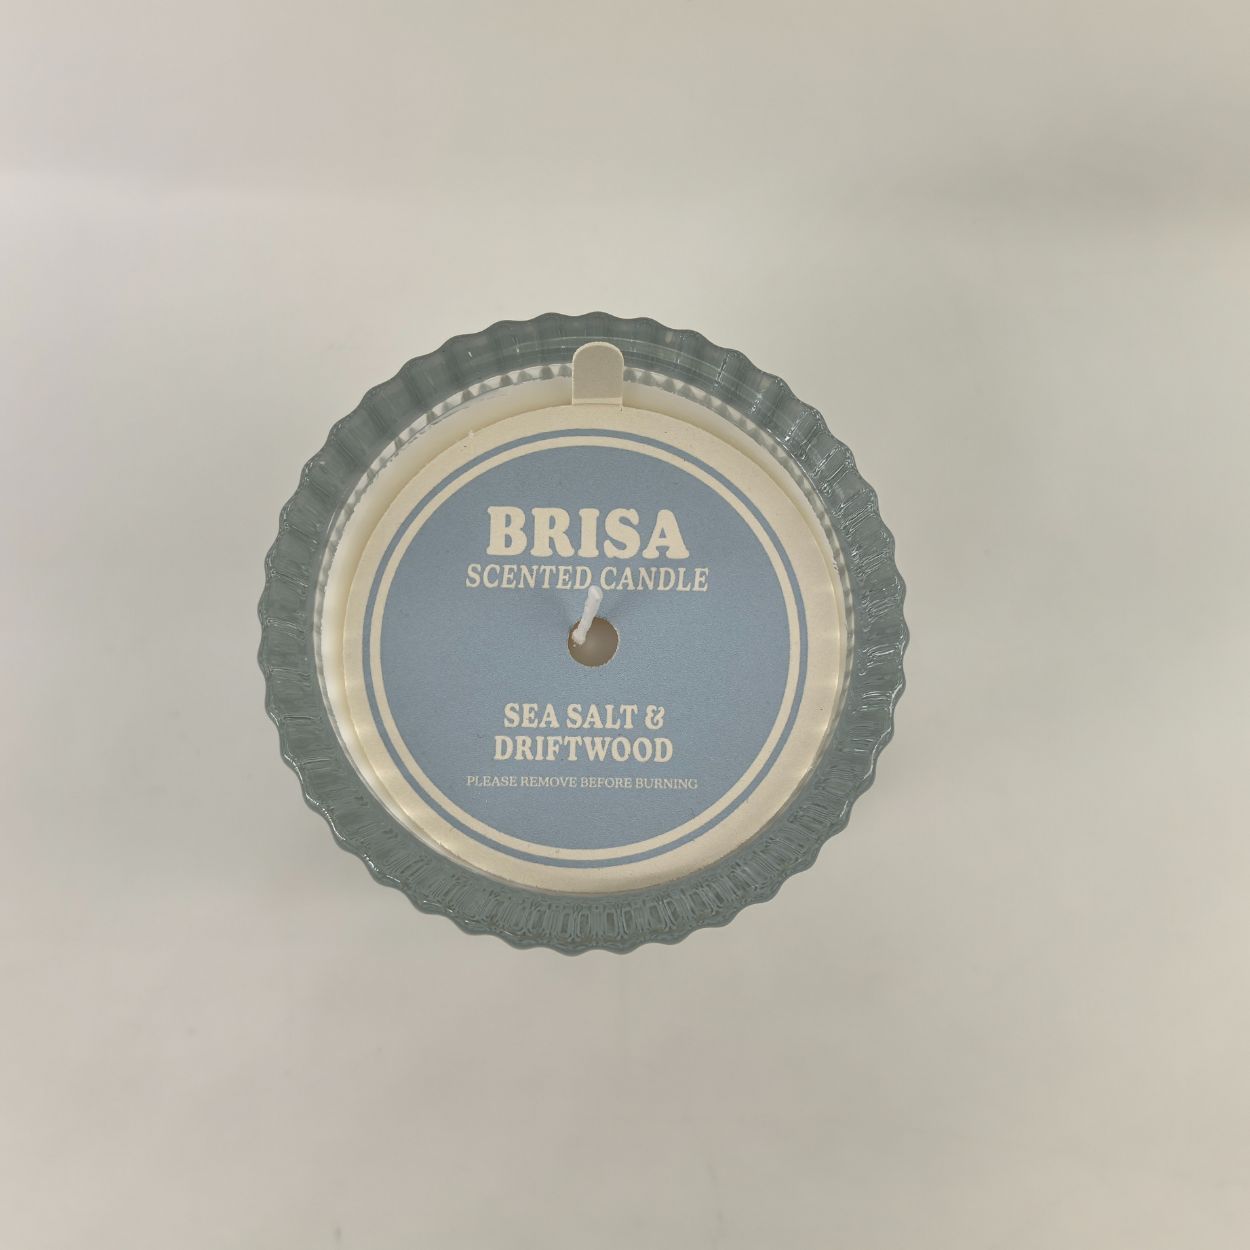 BRISA
SCENTED CANDLE
SEA SALT &
DRIFTWOOD
PLEASE REMOVE BEFORE BURNING